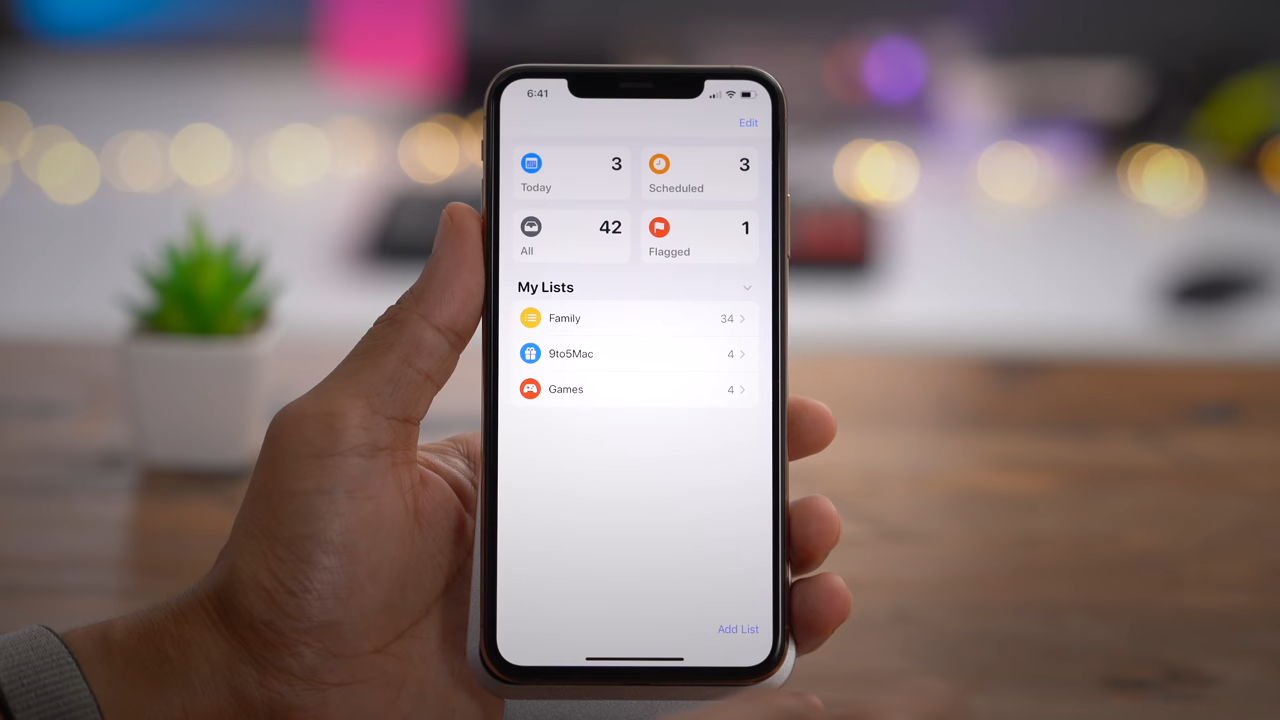 6:41
Edit
3 3
Today Scheduled
42 1
All Flagged
My Lists
Family 34
9to5Mac 4
Games 4
Add List